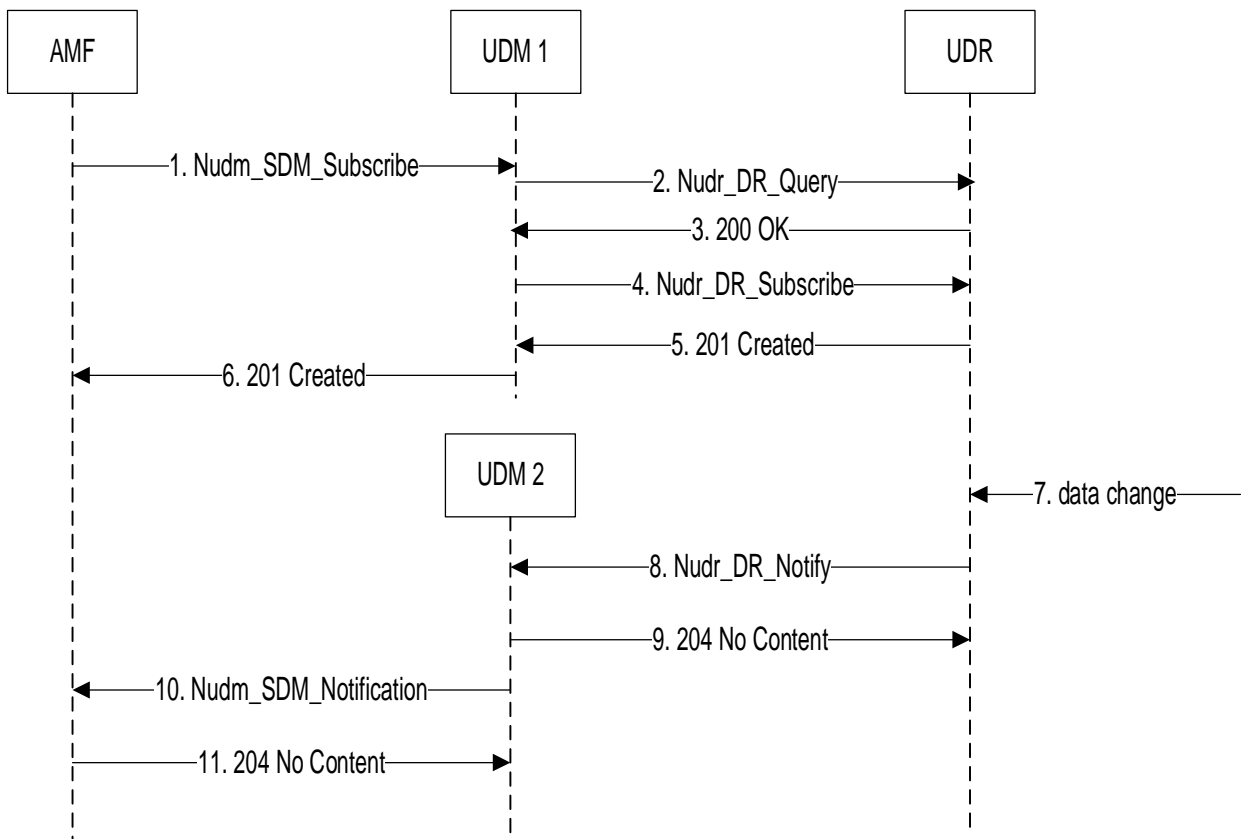 AMF
UDM 1
UDR
1. Nudm_SDM_Subscribe
2. Nudr_DR_Query
3. 200 OK
4. Nudr_DR_Subscribe
5. 201 Created
6. 201 Created
UDM 2
7. data change
8. Nudr_DR_Notify
9. 204 No Content
10. Nudm_SDM_Notification
11. 204 No Content